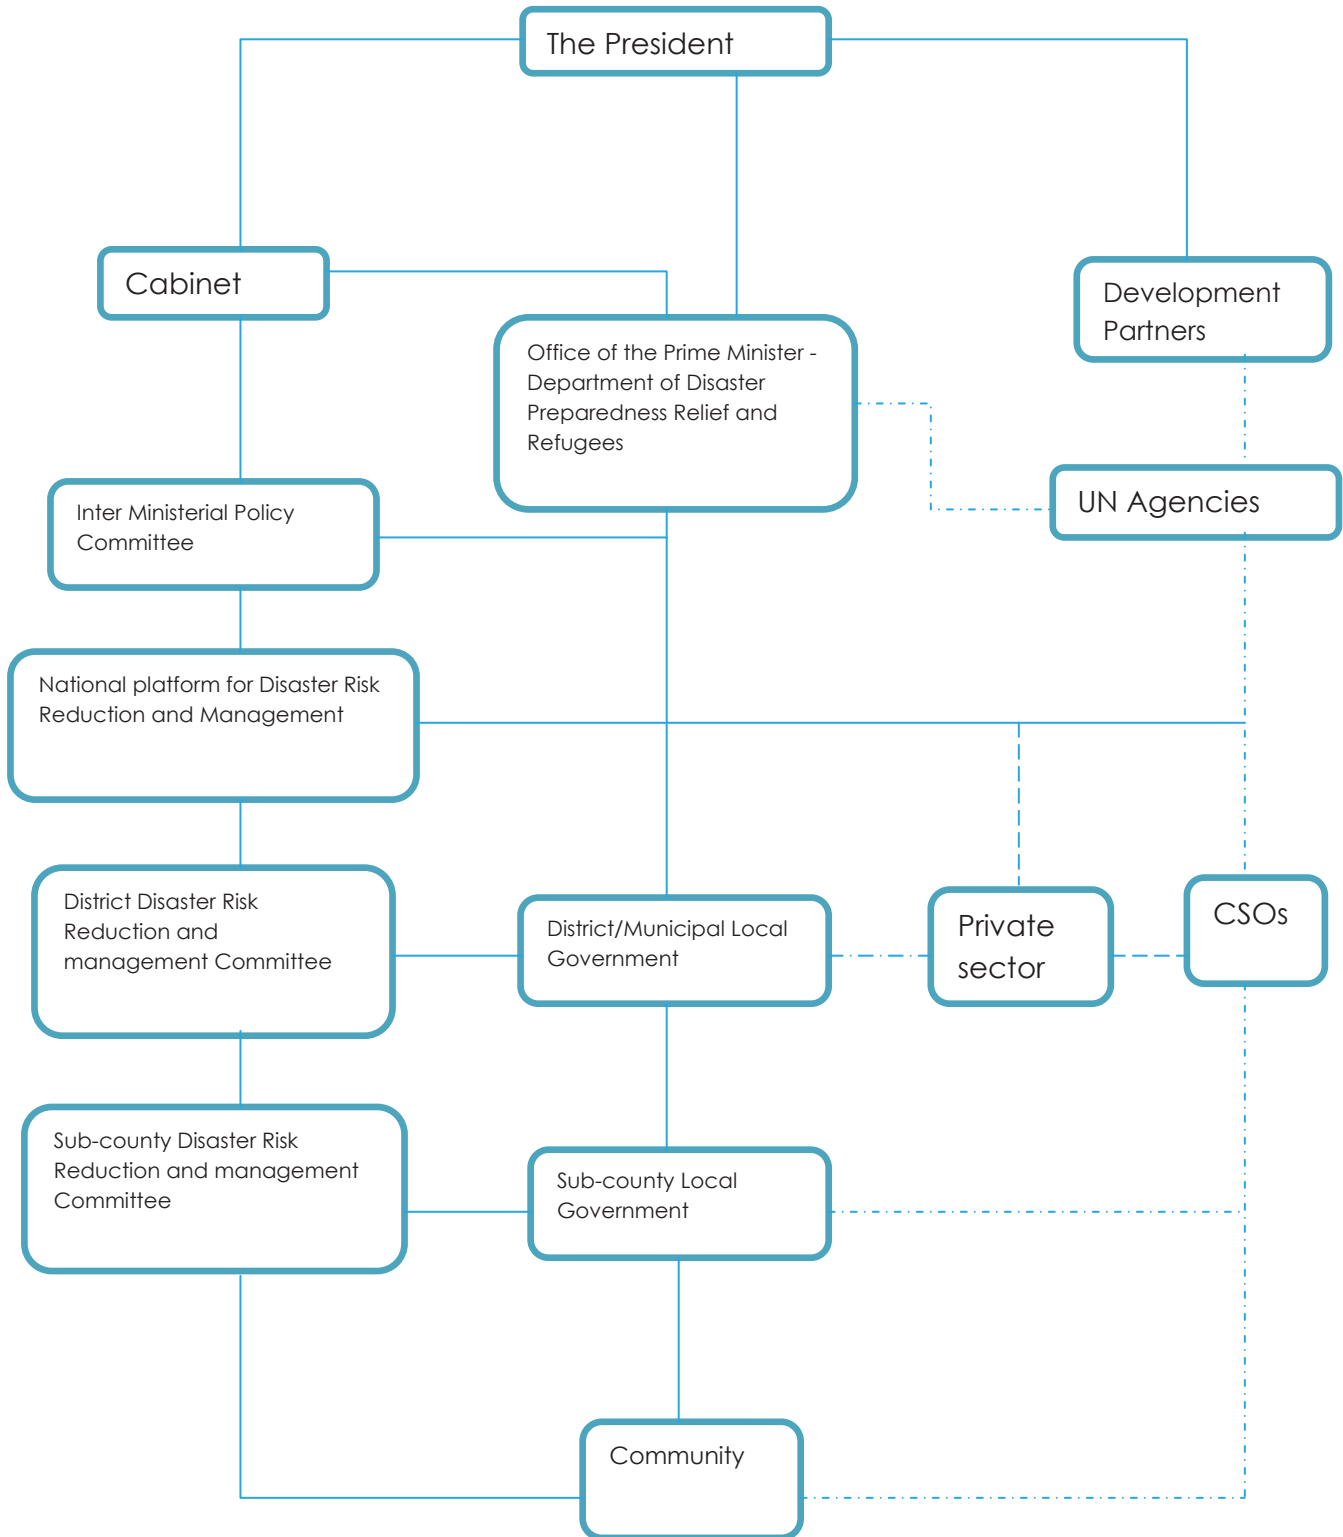 The President
Cabinet
Development
Partners
Office of the Prime Minister -
Department of Disaster
Preparedness Relief and
Refugees
UN Agencies
Inter Ministerial Policy
Committee
National platform for Disaster Risk
Reduction and Management
District Disaster Risk
Reduction and
management Committee
District/Municipal Local
Government
Private
sector
CSOs
Sub-county Disaster Risk
Reduction and management
Committee
Sub-county Local
Government
Community